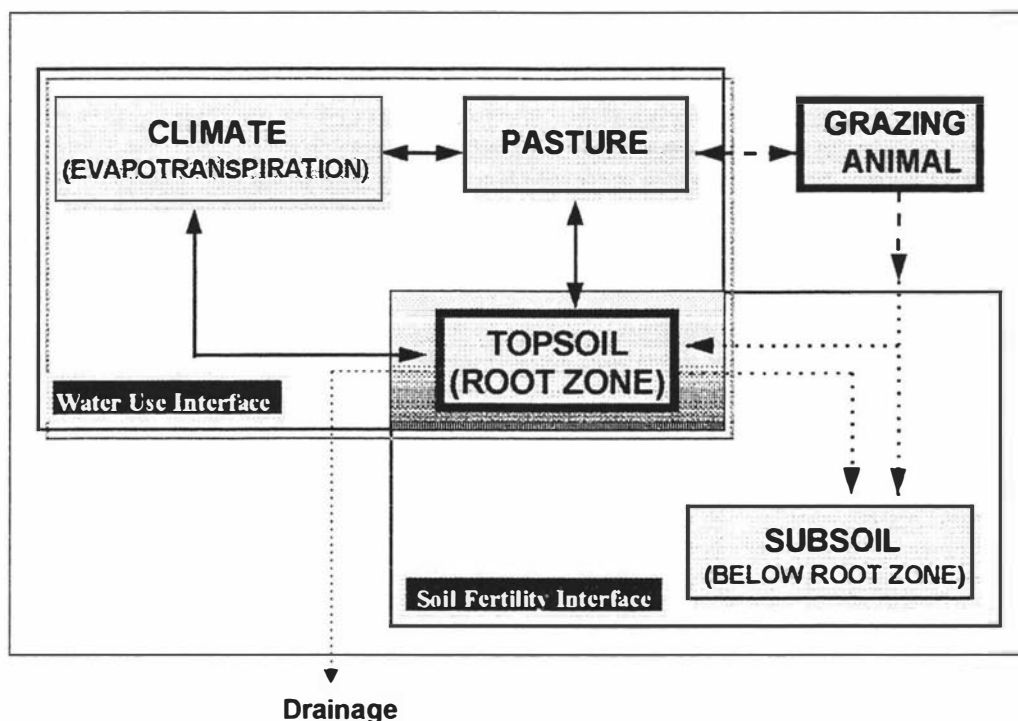 CLIMATE
(EVAPOTRANSPIRATION)
PASTURE
GRAZING
ANIMAL
TOPSOIL
(ROOT ZONE)
Water Use Interface
SUBSOIL
(BELOW ROOT ZONE)
Soil Fertility Interface
Drainage